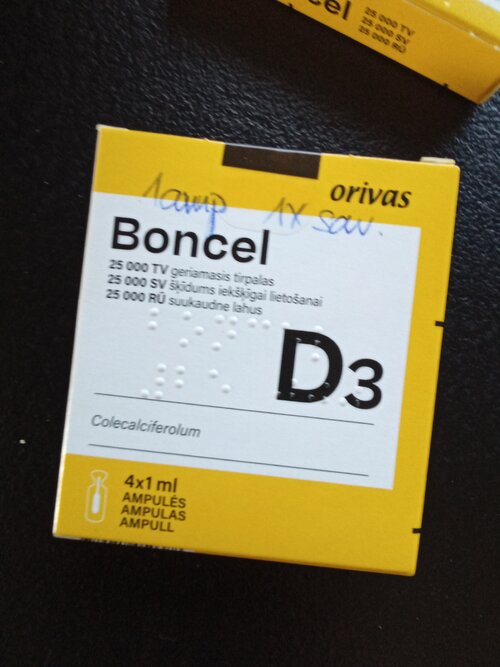 cel 25 000 TV
25 000 SV
25 000 RŪ
orivas
1amp 1x sav.
Boncel
25 000 TV geriamasis tirpalas
25 000 SV šķīdums iekšķīgai lietošanai
25 000 RÜ suukaudne lahus
D3
Colecalciferolum
4x1 ml
AMPULĖS
AMPULAS
AMPULL